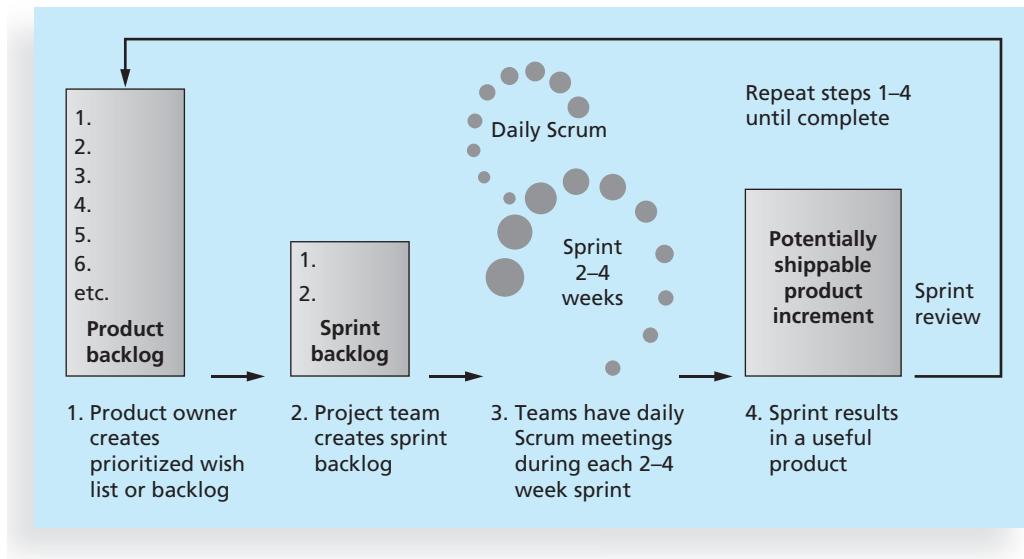 1.
2.
3.
4.
5.
6.
etc.
Product
backlog
1.
2.
Sprint
backlog
Daily Scrum
Sprint
2–4
weeks
Repeat steps 1–4
until complete
Potentially
shippable
product
increment
Sprint
review
1. Product owner
creates
prioritized wish
list or backlog
2. Project team
creates sprint
backlog
3. Teams have daily
Scrum meetings
during each 2–4
week sprint
4. Sprint results
in a useful
product